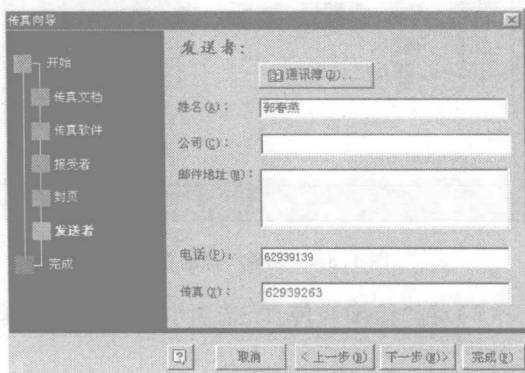 传真向导
开始
传真文档
传真软件
接受者
封页
发送者
完成
发送者:
通讯簿(D)...
姓名(A): 郭春燕
公司(C):
邮件地址(M):
电话(P): 62939139
传真(X): 62939263
取消
<上一步(B)
下一步(N)>
完成(F)